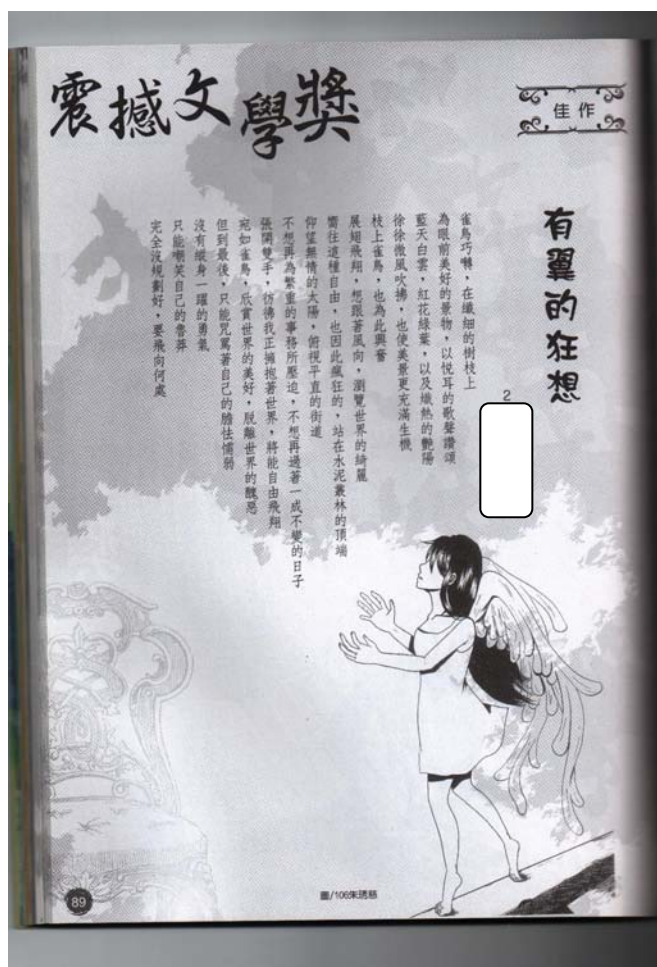 震撼文學獎
佳作
有翼的狂想
2
雀鳥巧囀，在纖細的樹枝上
為眼前美好的景物，以悅耳的歌聲讚頌
藍天白雲，紅花綠葉，以及熾熱的艷陽
徐徐微風吹拂，也使美景更充滿生機
枝上雀鳥，也為此興奮
展翅飛翔，想跟著風向，瀏覽世界的綺麗
嚮往這種自由，也因此瘋狂的，站在水泥叢林的頂端
仰望無情的太陽，俯視平直的街道
不想再為繁重的事務所壓迫，不想再過著一成不變的日子
張開雙手，彷彿我正擁抱著世界，將能自由飛翔
宛如雀鳥，欣賞世界的美好，脫離世界的醜惡
但到最後，只能咒罵著自己的膽怯懦弱
沒有縱身一躍的勇氣
只能嘲笑自己的魯莽
完全沒規劃好，要飛向何處
圖/106朱琇慈
89